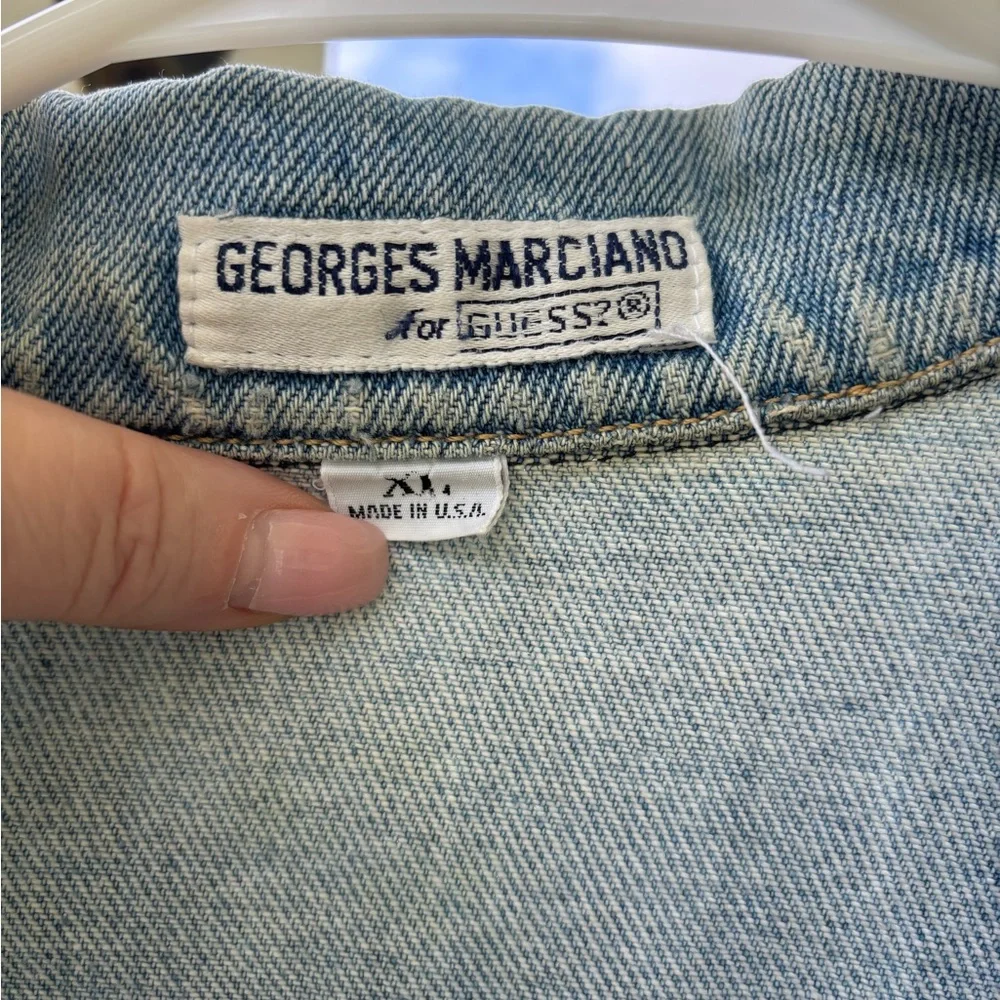 GEORGES MARCIANO
for GUESS?®
XL
MADE IN U.S.A.